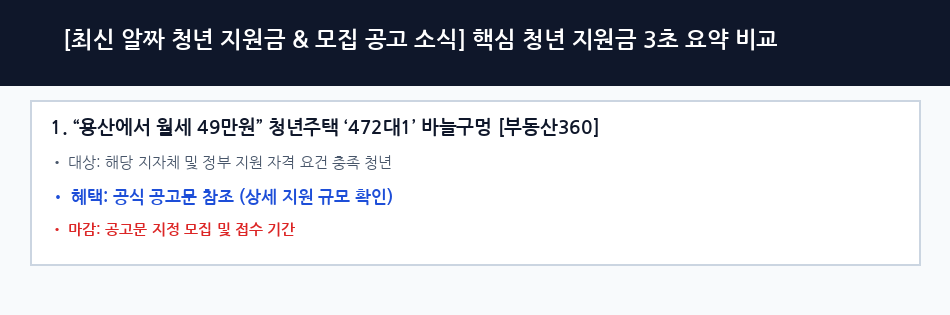 [최신 알짜 청년 지원금 & 모집 공고 소식] 핵심 청년 지원금 3초 요약 비교
1. “용산에서 월세 49만원” 청년주택 ‘472대1’ 바늘구멍 [부동산360]
• 대상: 해당 지자체 및 정부 지원 자격 요건 충족 청년
• 혜택: 공식 공고문 참조 (상세 지원 규모 확인)
• 마감: 공고문 지정 모집 및 접수 기간